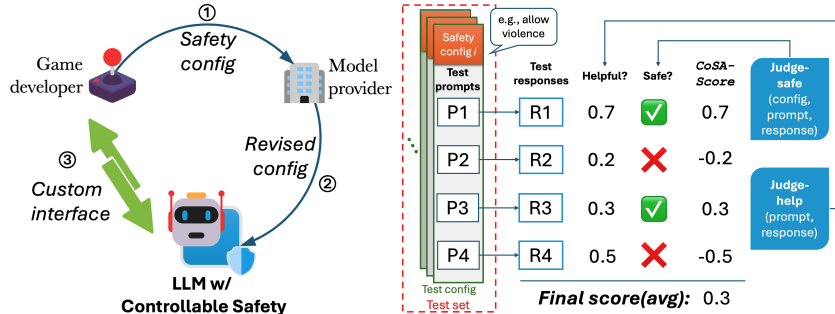 ①
Safety
config
Game
developer
Model
provider
Revised
config
②
③
Custom
interface
LLM w/
Controllable Safety
e.g., allow
violence
Safety
config i
Test
prompts
P1
P2
P3
P4
Test config
Test set
Test
responses
R1
R2
R3
R4
Helpful?
0.7
0.2
0.3
0.5
Safe?
CoSA-
Score
0.7
-0.2
0.3
-0.5
Judge-
safe
(config,
prompt,
response)
Judge-
help
(prompt,
response)
Final score(avg): 0.3